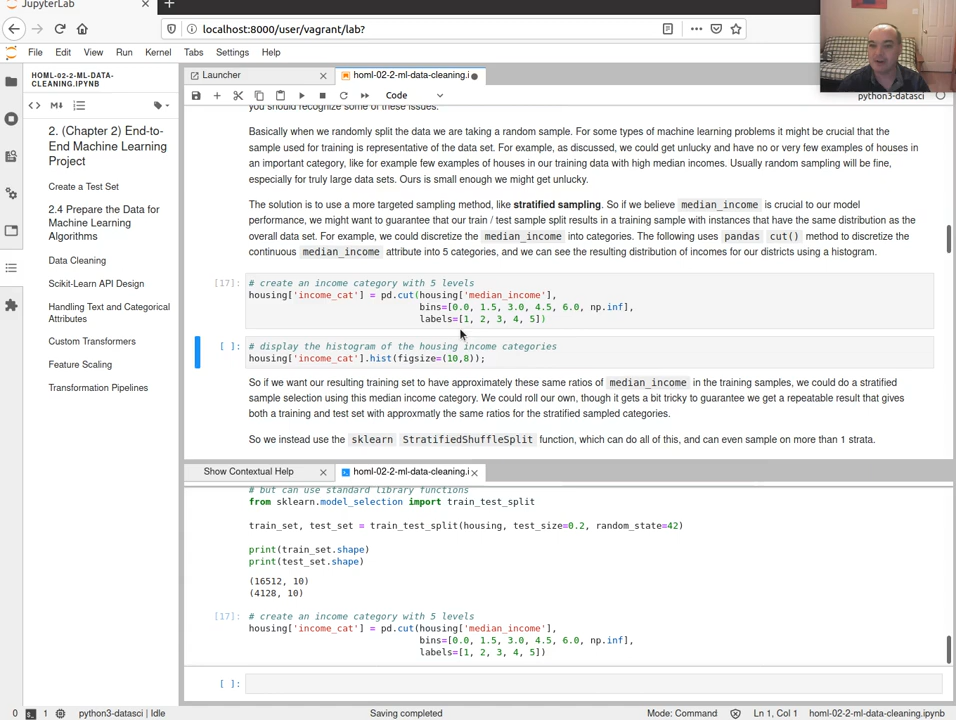 JupyterLab
localhost:8000/user/vagrant/lab?
File Edit View Run Kernel Tabs Settings Help
HOML-02-2-ML-DATA-
CLEANING.IPYNB
2. (Chapter 2) End-to-
End Machine Learning
Project
Create a Test Set
2.4 Prepare the Data for
Machine Learning
Algorithms
Data Cleaning
Scikit-Learn API Design
Handling Text and Categorical
Attributes
Custom Transformers
Feature Scaling
Transformation Pipelines
Launcher
homl-02-2-ml-data-cleaning.i
Code
python3-datasci
you should recognize some of these issues.
Basically when we randomly split the data we are taking a random sample. For some types of machine learning problems it might be crucial that the
sample used for training is representative of the data set. For example, as discussed, we could get unlucky and have no or very few examples of houses in
an important category, like for example few examples of houses in our training data with high median incomes. Usually random sampling will be fine,
especially for truly large data sets. Ours is small enough we might get unlucky.
The solution is to use a more targeted sampling method, like stratified sampling. So if we believe median_income is crucial to our model
performance, we might want to guarantee that our train / test sample split results in a training sample with instances that have the same distribution as the
overall data set. For example, we could discretize the median_income into categories. The following uses pandas cut() method to discretize the
continuous median_income attribute into 5 categories, and we can see the resulting distribution of incomes for our districts using a histogram.
[17]: # create an income category with 5 levels
housing['income_cat'] = pd.cut(housing['median_income'],
bins=[0.0, 1.5, 3.0, 4.5, 6.0, np.inf],
labels=[1, 2, 3, 4, 5])
[ ]: # display the histogram of the housing income categories
housing['income_cat'].hist(figsize=(10,8));
So if we want our resulting training set to have approximately these same ratios of median_income in the training samples, we could do a stratified
sample selection using this median income category. We could roll our own, though it gets a bit tricky to guarantee we get a repeatable result that gives
both a training and test set with approxmatly the same ratios for the stratified sampled categories.
So we instead use the sklearn StratifiedShuffleSplit function, which can do all of this, and can even sample on more than 1 strata.
Show Contextual Help
homl-02-2-ml-data-cleaning.i
# but can use standard library functions
from sklearn.model_selection import train_test_split
train_set, test_set = train_test_split(housing, test_size=0.2, random_state=42)
print(train_set.shape)
print(test_set.shape)
(16512, 10)
(4128, 10)
[17]: # create an income category with 5 levels
housing['income_cat'] = pd.cut(housing['median_income'],
bins=[0.0, 1.5, 3.0, 4.5, 6.0, np.inf],
labels=[1, 2, 3, 4, 5])
[ ]:
0 1 python3-datasci | Idle Saving completed Mode: Command Ln 1, Col 1 homl-02-2-ml-data-cleaning.ipynb